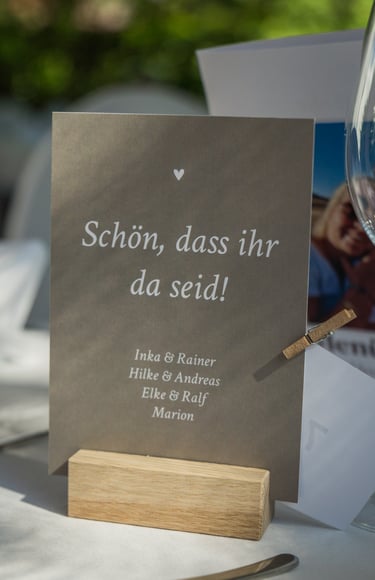 Schön, dass ihr
da seid!
Inka & Rainer
Hilke & Andreas
Elke & Ralf
Marion